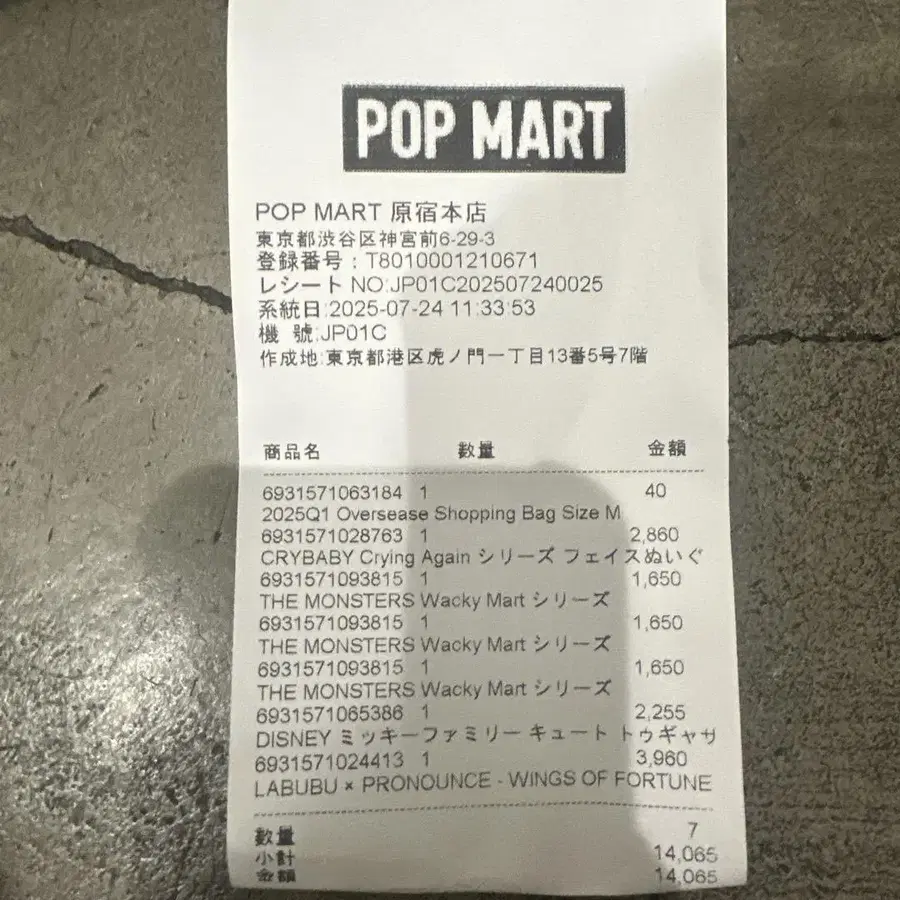 POP MART
POP MART 原宿本店
東京都渋谷区神宮前6-29-3
登録番号：T8010001210671
レシート NO:JP01C202507240025
系統日:2025-07-24 11:33:53
機 號:JP01C
作成地:東京都港区虎ノ門一丁目13番5号7階
商品名 數量 金額
6931571063184 1 40
2025Q1 Oversease Shopping Bag Size M
6931571028763 1 2,860
CRYBABY Crying Again シリーズ フェイスぬいぐ
6931571093815 1 1,650
THE MONSTERS Wacky Mart シリーズ
6931571093815 1 1,650
THE MONSTERS Wacky Mart シリーズ
6931571093815 1 1,650
THE MONSTERS Wacky Mart シリーズ
6931571065386 1 2,255
DISNEY ミッキーファミリー キュート トゥギャザ
6931571024413 1 3,960
LABUBU × PRONOUNCE - WINGS OF FORTUNE
數量 7
小計 14,065
金額 14,065